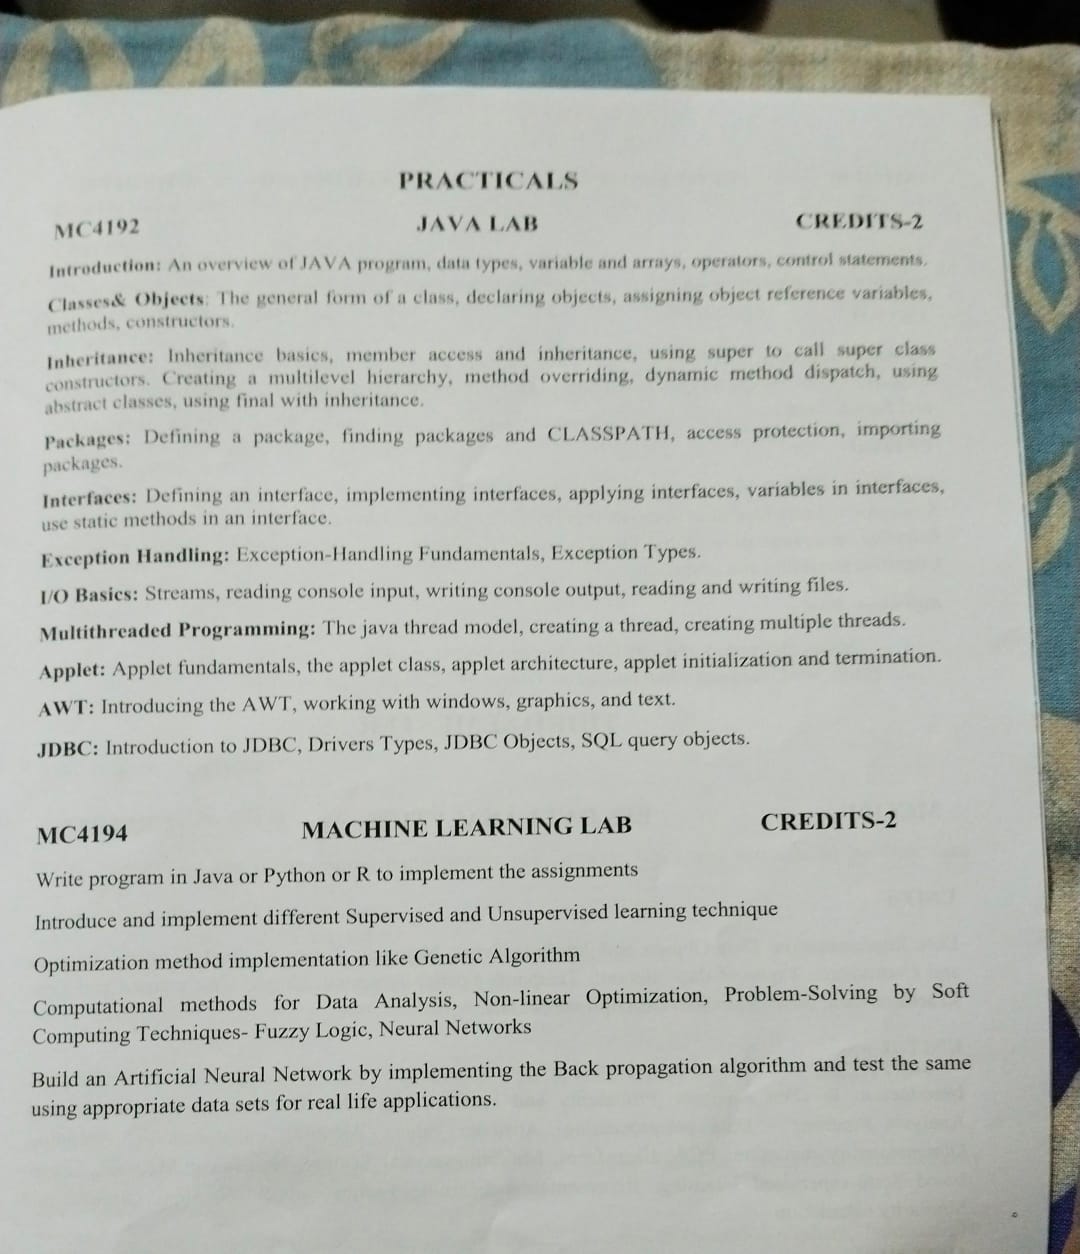 PRACTICALS
MC4192 JAVA LAB CREDITS-2
Introduction: An overview of JAVA program, data types, variable and arrays, operators, control statements.
Classes& Objects: The general form of a class, declaring objects, assigning object reference variables,
methods, constructors.
Inheritance: Inheritance basics, member access and inheritance, using super to call super class
constructors. Creating a multilevel hierarchy, method overriding, dynamic method dispatch, using
abstract classes, using final with inheritance.
Packages: Defining a package, finding packages and CLASSPATH, access protection, importing
packages.
Interfaces: Defining an interface, implementing interfaces, applying interfaces, variables in interfaces,
use static methods in an interface.
Exception Handling: Exception-Handling Fundamentals, Exception Types.
I/O Basics: Streams, reading console input, writing console output, reading and writing files.
Multithreaded Programming: The java thread model, creating a thread, creating multiple threads.
Applet: Applet fundamentals, the applet class, applet architecture, applet initialization and termination.
AWT: Introducing the AWT, working with windows, graphics, and text.
JDBC: Introduction to JDBC, Drivers Types, JDBC Objects, SQL query objects.
MC4194 MACHINE LEARNING LAB CREDITS-2
Write program in Java or Python or R to implement the assignments
Introduce and implement different Supervised and Unsupervised learning technique
Optimization method implementation like Genetic Algorithm
Computational methods for Data Analysis, Non-linear Optimization, Problem-Solving by Soft
Computing Techniques- Fuzzy Logic, Neural Networks
Build an Artificial Neural Network by implementing the Back propagation algorithm and test the same
using appropriate data sets for real life applications.